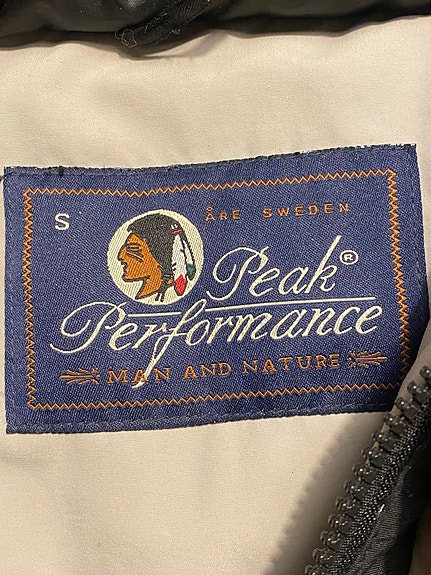 S
ÅRE SWEDEN
Peak®
Performance
MAN AND NATURE